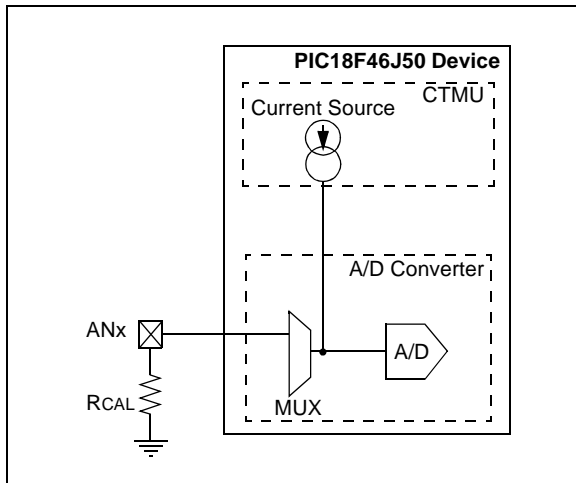 PIC18F46J50 Device
CTMU
Current Source
A/D Converter
ANx
A/D
RCAL
MUX